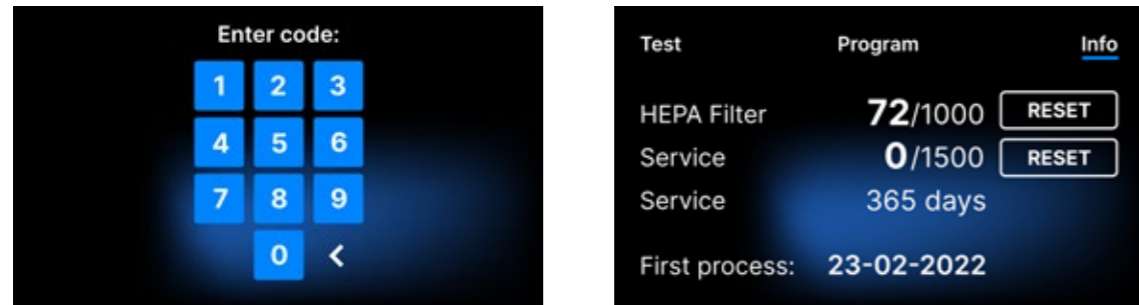 Enter code:
1 2 3
4 5 6
7 8 9
0 <
Test Program Info
HEPA Filter 72/1000 RESET
Service 0/1500 RESET
Service 365 days
First process: 23-02-2022